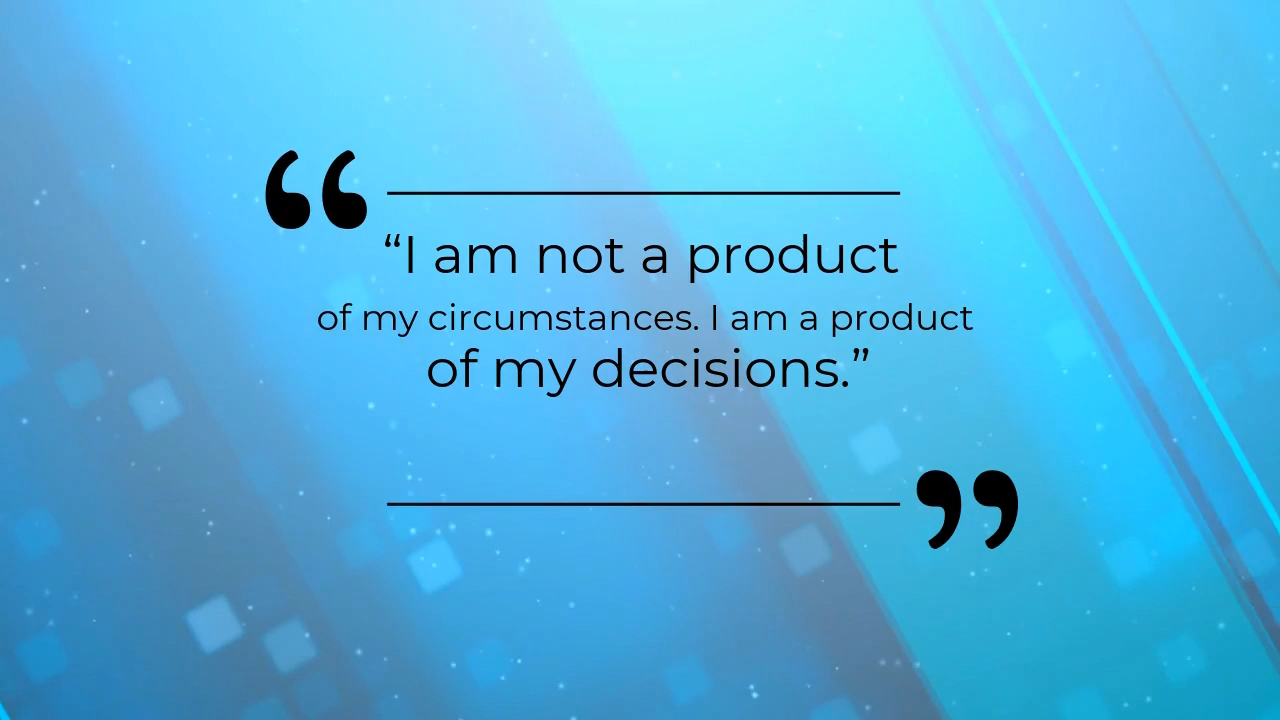 “I am not a product
of my circumstances. I am a product
of my decisions.”